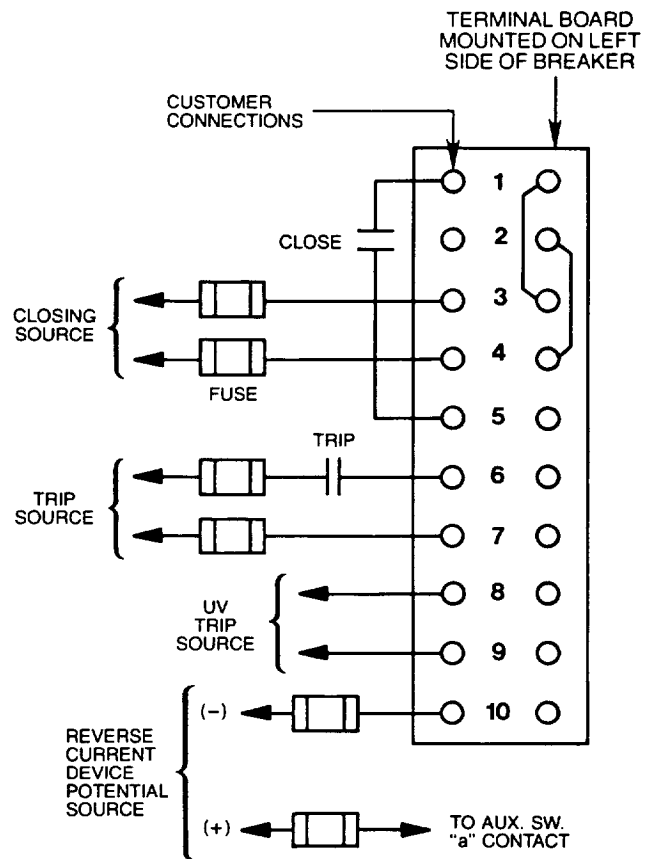 TERMINAL BOARD
MOUNTED ON LEFT
SIDE OF BREAKER
CUSTOMER
CONNECTIONS
1
CLOSE
2
CLOSING
SOURCE
3
4
FUSE
5
TRIP
TRIP
SOURCE
6
7
UV
TRIP
SOURCE
8
9
REVERSE
CURRENT
DEVICE
POTENTIAL
SOURCE
(-)
10
(+)
TO AUX. SW.
"a" CONTACT